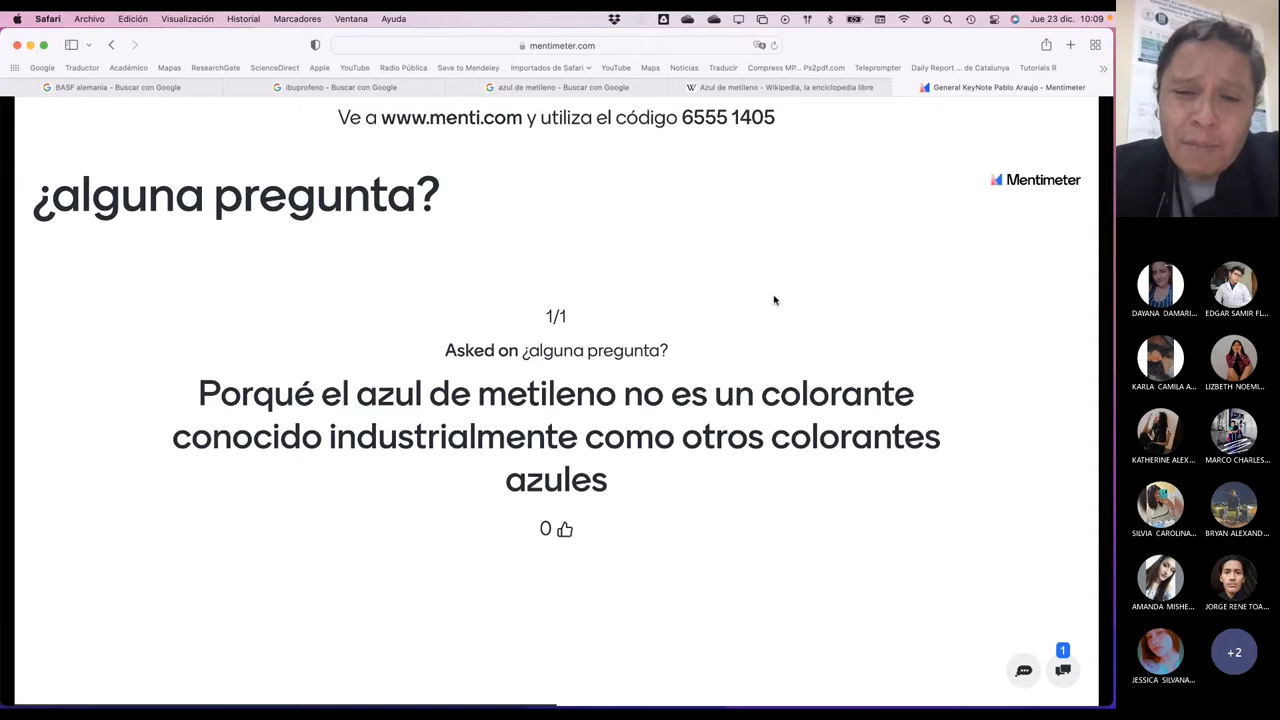 Safari Archivo Edición Visualización Historial Marcadores Ventana Ayuda Jue 23 dic. 10:09
mentimeter.com
Google Traductor Académico Mapas ResearchGate ScienceDirect Apple YouTube Radio Pública Save to Mendeley Importados de Safari YouTube Maps Noticias Traducir Compress MP... Ps2pdf.com Teleprompter Daily Report ... de Catalunya Tutorials R
BASF alemania - Buscar con Google ibuprofeno - Buscar con Google azul de metileno - Buscar con Google Azul de metileno - Wikipedia, la enciclopedia libre General KeyNote Pablo Araujo - Mentimeter
Ve a www.menti.com y utiliza el código 6555 1405
Mentimeter
¿alguna pregunta?
1/1
Asked on ¿alguna pregunta?
Porqué el azul de metileno no es un colorante
conocido industrialmente como otros colorantes
azules
0
1
DAYANA DAMARI... EDGAR SAMIR FL...
KARLA CAMILA A... LIZBETH NOEMI...
KATHERINE ALEX... MARCO CHARLES...
SILVIA CAROLINA... BRYAN ALEXAND...
AMANDA MISHE... JORGE RENE TOA...
JESSICA SILVANA... +2